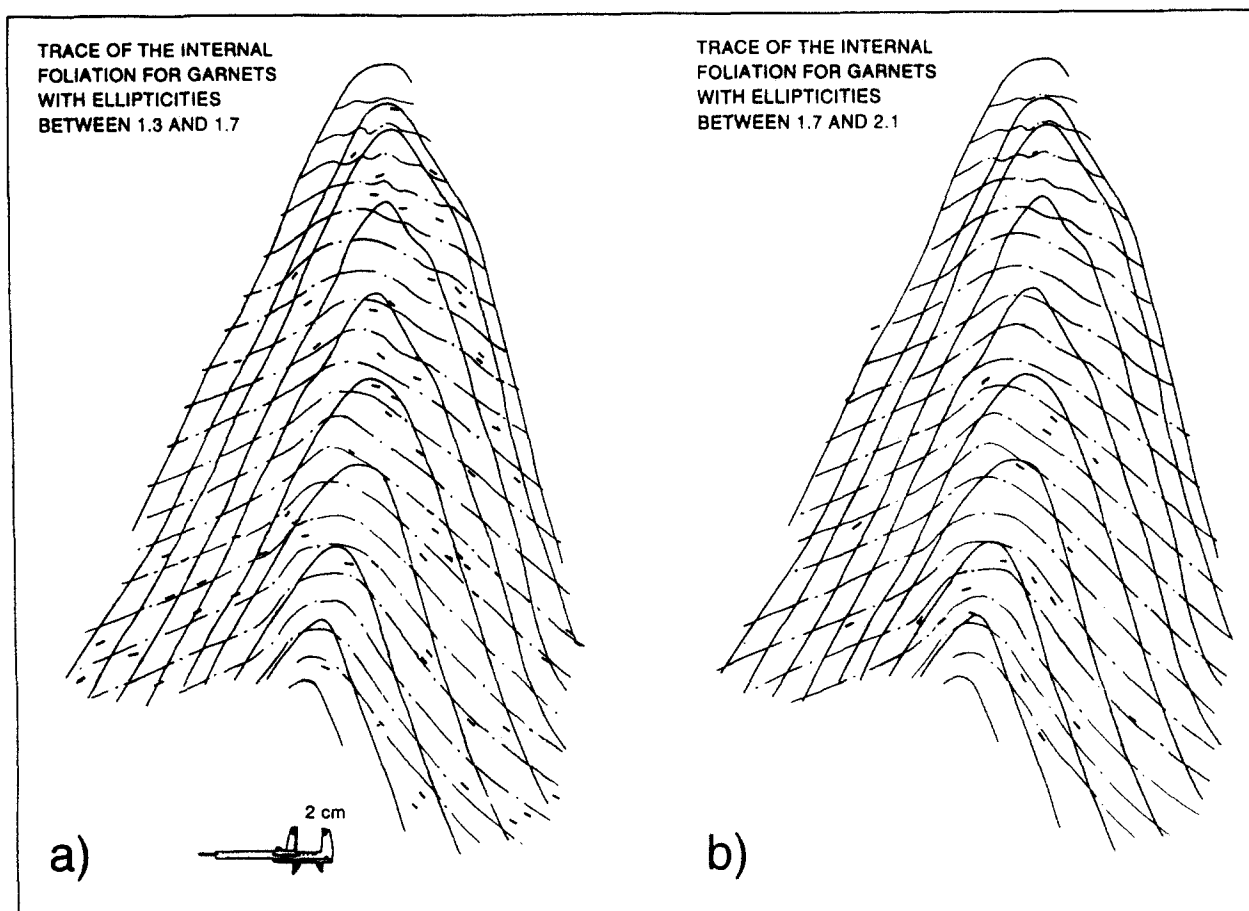 TRACE OF THE INTERNAL
FOLIATION FOR GARNETS
WITH ELLIPTICITIES
BETWEEN 1.3 AND 1.7
TRACE OF THE INTERNAL
FOLIATION FOR GARNETS
WITH ELLIPTICITIES
BETWEEN 1.7 AND 2.1
2 cm
a)
b)